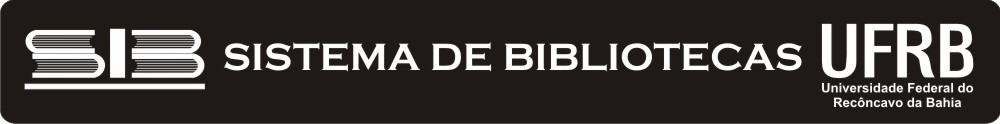 SIB
SISTEMA DE BIBLIOTECAS
UFRB
Universidade Federal do
Recôncavo da Bahia